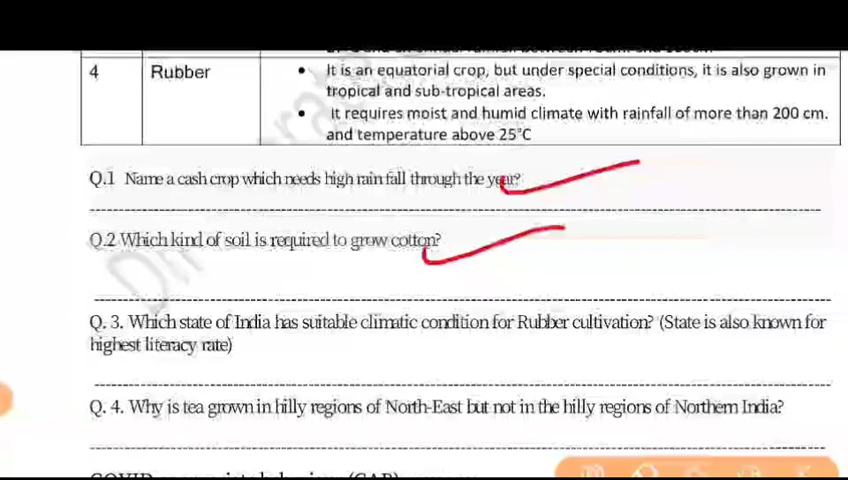 4 Rubber • It is an equatorial crop, but under special conditions, it is also grown in
tropical and sub-tropical areas.
• It requires moist and humid climate with rainfall of more than 200 cm.
and temperature above 25°C
Q.1 Name a cash crop which needs high rain fall through the year?
Q.2 Which kind of soil is required to grow cotton?
Q. 3. Which state of India has suitable climatic condition for Rubber cultivation? (State is also known for
highest literacy rate)
Q. 4. Why is tea grown in hilly regions of North-East but not in the hilly regions of Northern India?